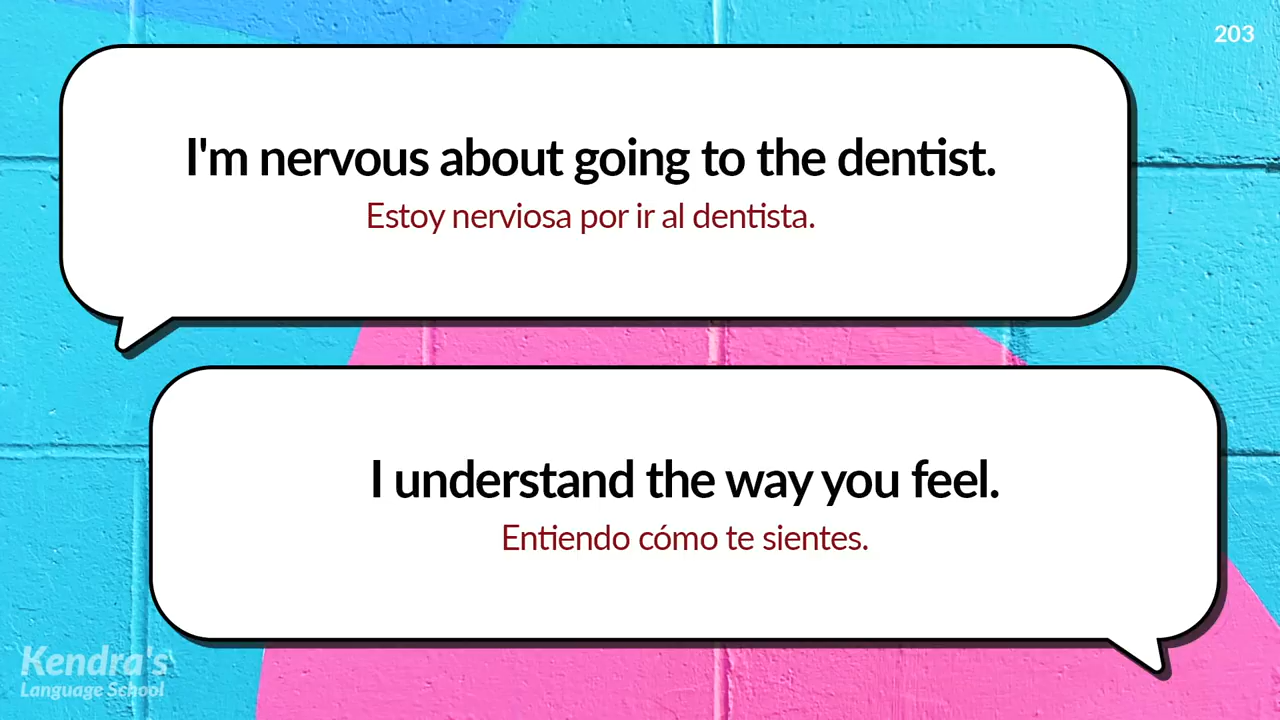 203
I'm nervous about going to the dentist.
Estoy nerviosa por ir al dentista.
I understand the way you feel.
Entiendo cómo te sientes.
Kendra's
Language School